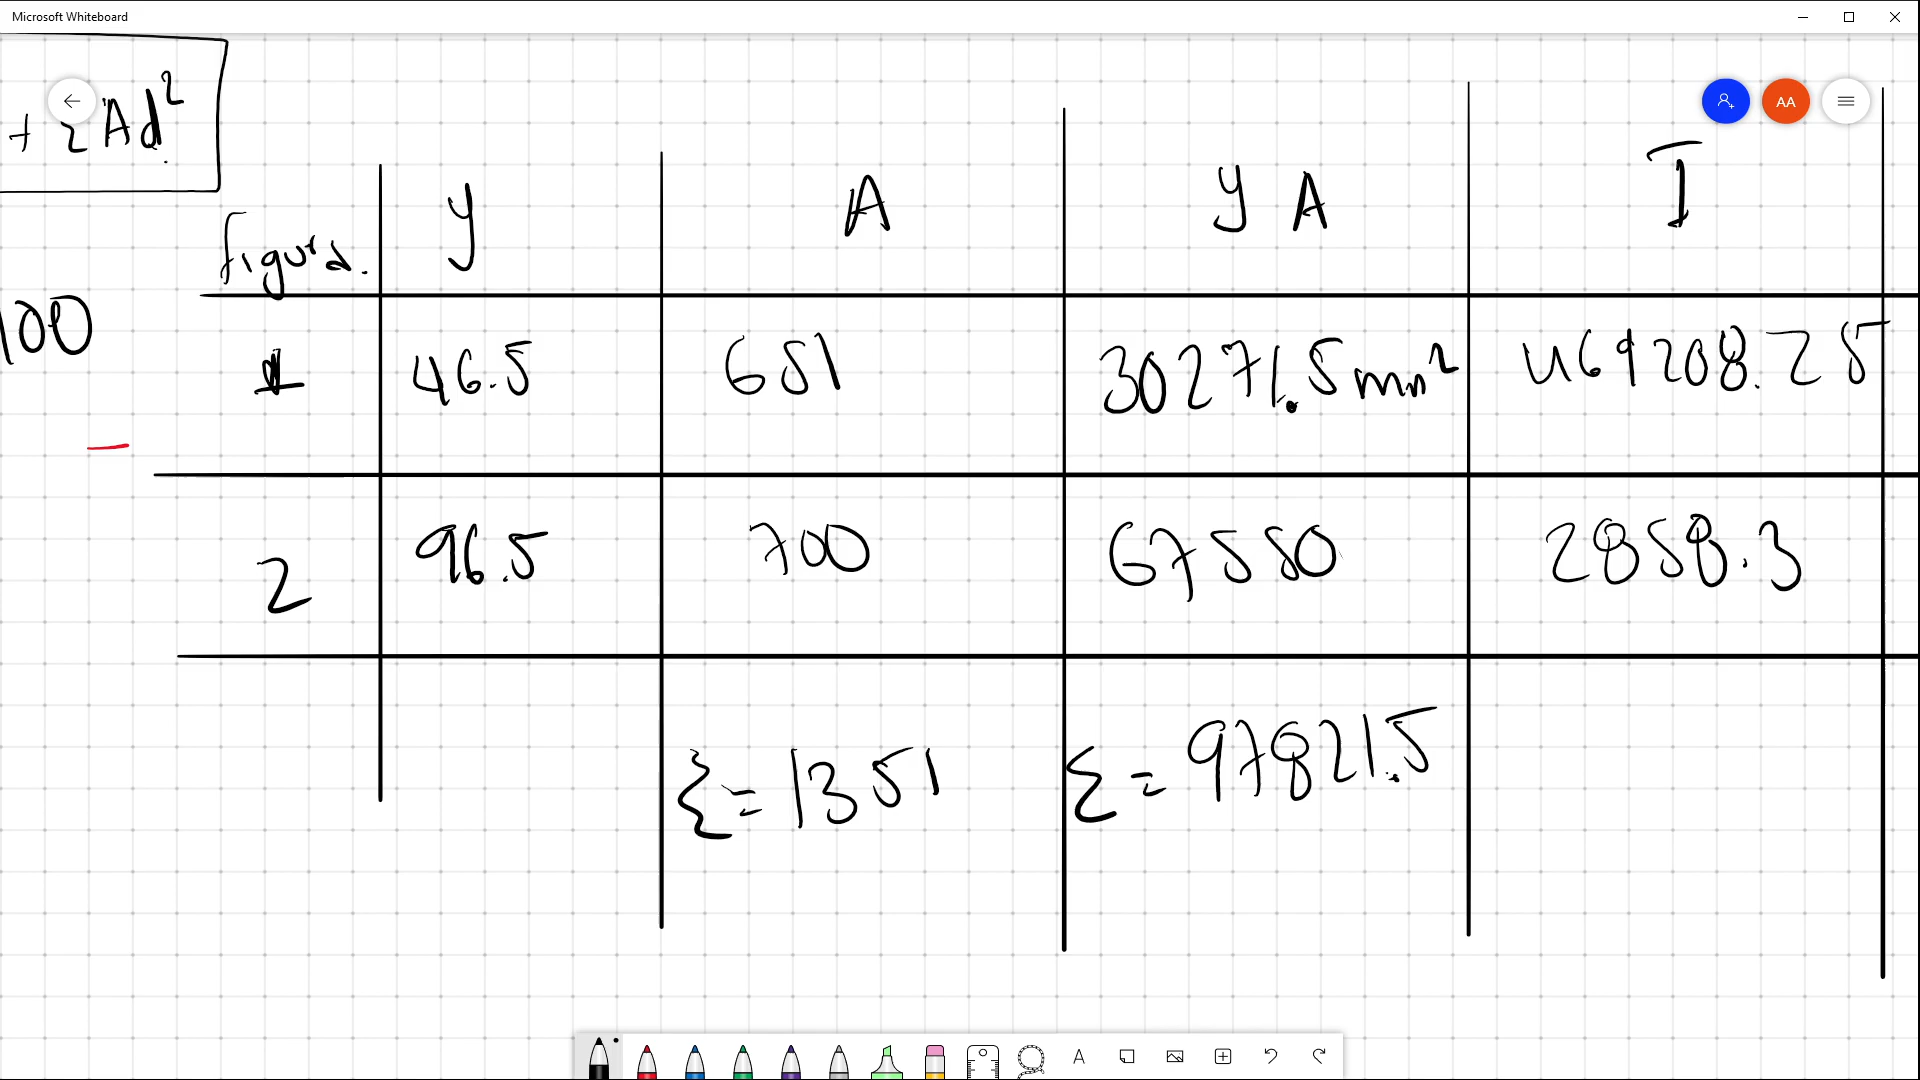 Microsoft Whiteboard
+ ΣAd²
AA
figura. y A yA I
100
1 46.5 651 30271.5 mm² 469208.25
2 96.5 700 67550 2858.3
Σ= 1351 Σ= 97821.5
A